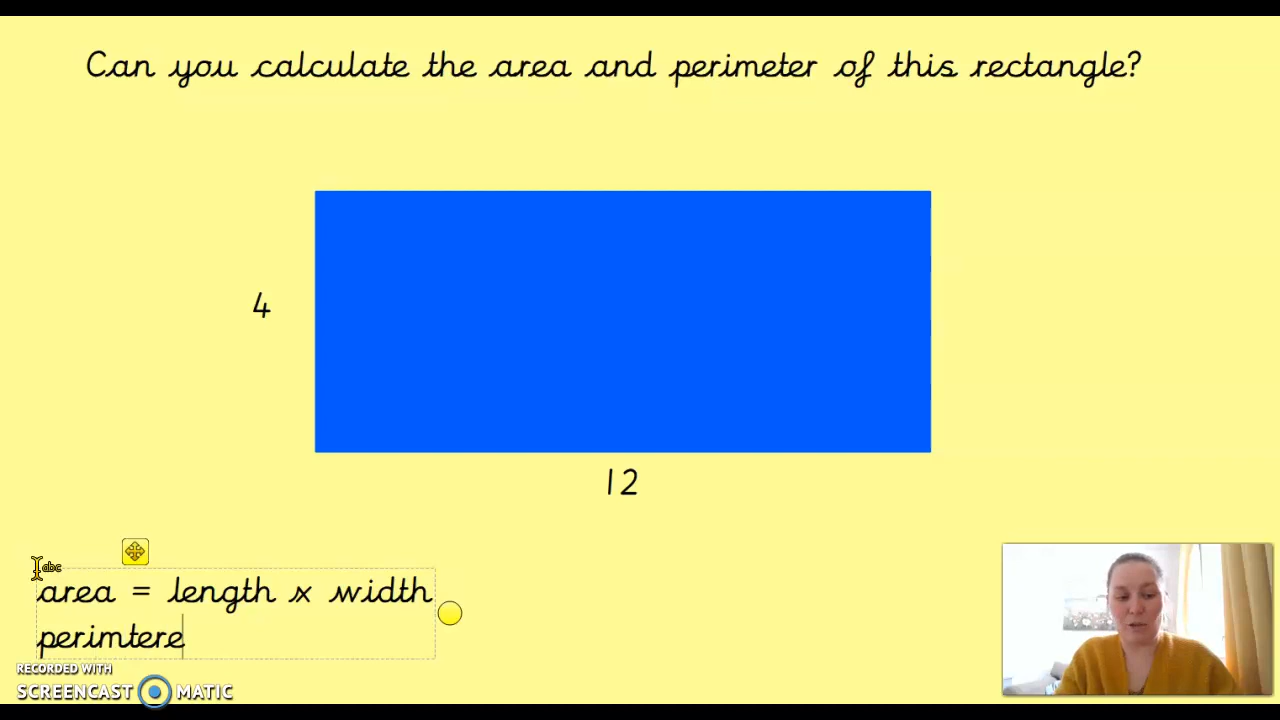 Can you calculate the area and perimeter of this rectangle?
4
12
abc
area = length x width
perimtere
RECORDED WITH
SCREENCAST MATIC